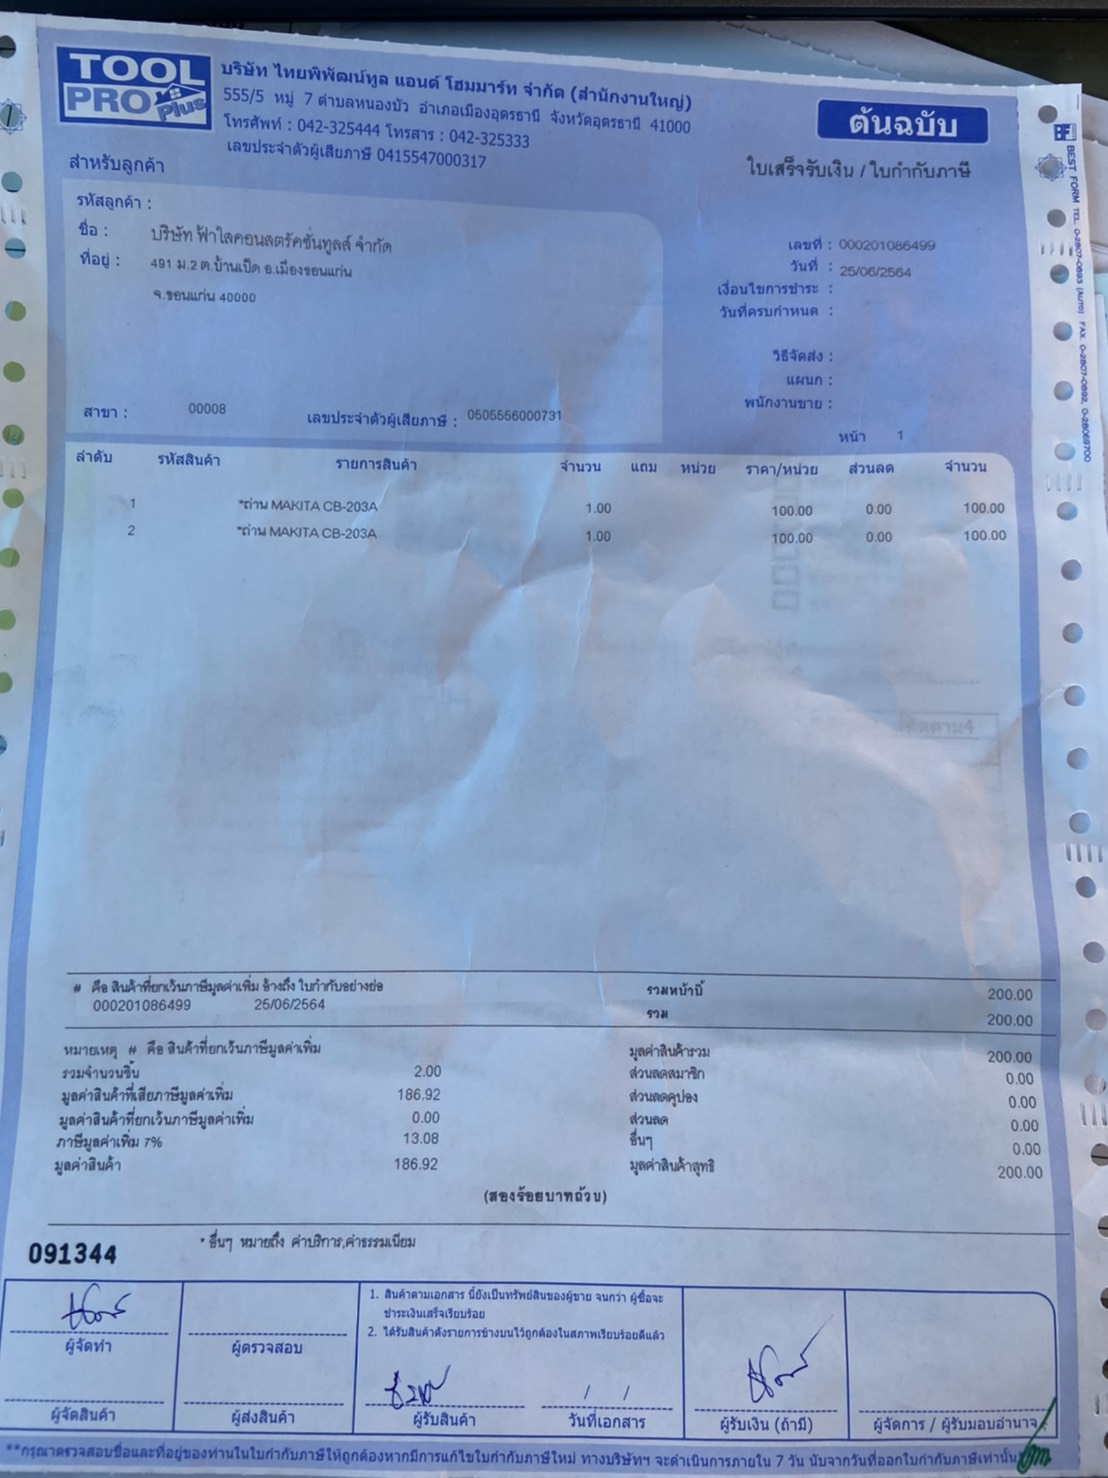 TOOL
PRO Plus
บริษัท ไทยพิพัฒน์ทูล แอนด์ โฮมมาร์ท จำกัด (สำนักงานใหญ่)
555/5 หมู่ 7 ตำบลหนองบัว อำเภอเมืองอุดรธานี จังหวัดอุดรธานี 41000
โทรศัพท์ : 042-325444 โทรสาร : 042-325333
เลขประจำตัวผู้เสียภาษี 0415547000317
ต้นฉบับ
สำหรับลูกค้า
ใบเสร็จรับเงิน / ใบกำกับภาษี
BEST FORM TEL. 0-2807-0893 (AUTO) FAX. 0-2807-0892, 0-28069700
รหัสลูกค้า :
ชื่อ : บริษัท ฟ้าใสคอนสตรัคชั่นทูลส์ จำกัด
ที่อยู่ : 491 ม.2 ต.บ้านเป็ด อ.เมืองขอนแก่น
จ.ขอนแก่น 40000
เลขที่ : 000201086499
วันที่ : 25/06/2564
เงื่อนไขการชำระ :
วันที่ครบกำหนด :
วิธีจัดส่ง :
แผนก :
พนักงานขาย :
สาขา : 00008 เลขประจำตัวผู้เสียภาษี : 0505556000731
หน้า 1
ลำดับ รหัสสินค้า รายการสินค้า จำนวน แถม หน่วย ราคา/หน่วย ส่วนลด จำนวน
1 *ถ่าน MAKITA CB-203A 1.00 100.00 0.00 100.00
2 *ถ่าน MAKITA CB-203A 1.00 100.00 0.00 100.00
# คือ สินค้าที่ยกเว้นภาษีมูลค่าเพิ่ม อ้างถึง ใบกำกับอย่างย่อ
000201086499 25/06/2564
รวมหน้านี้ 200.00
รวม 200.00
หมายเหตุ # คือ สินค้าที่ยกเว้นภาษีมูลค่าเพิ่ม
รวมจำนวนชิ้น 2.00
มูลค่าสินค้าที่เสียภาษีมูลค่าเพิ่ม 186.92
มูลค่าสินค้าที่ยกเว้นภาษีมูลค่าเพิ่ม 0.00
ภาษีมูลค่าเพิ่ม 7% 13.08
มูลค่าสินค้า 186.92
มูลค่าสินค้ารวม 200.00
ส่วนลดสมาชิก 0.00
ส่วนลดคูปอง 0.00
ส่วนลด 0.00
อื่นๆ 0.00
มูลค่าสินค้าสุทธิ 200.00
(สองร้อยบาทถ้วน)
* อื่นๆ หมายถึง ค่าบริการ,ค่าธรรมเนียม
091344
1. สินค้าตามเอกสาร นี้ยังเป็นทรัพย์สินของผู้ขาย จนกว่า ผู้ซื้อจะ
ชำระเงินเสร็จเรียบร้อย
2. ได้รับสินค้าดังรายการข้างบนไว้ถูกต้องในสภาพเรียบร้อยดีแล้ว
ผู้จัดทำ ผู้ตรวจสอบ
/ /
ผู้จัดสินค้า ผู้ส่งสินค้า ผู้รับสินค้า วันที่เอกสาร ผู้รับเงิน (ถ้ามี) ผู้จัดการ / ผู้รับมอบอำนาจ
**กรุณาตรวจสอบชื่อและที่อยู่ของท่านในใบกำกับภาษีให้ถูกต้องหากมีการแก้ไขใบกำกับภาษีใหม่ ทางบริษัทฯ จะดำเนินการภายใน 7 วัน นับจากวันที่ออกใบกำกับภาษีเท่านั้น